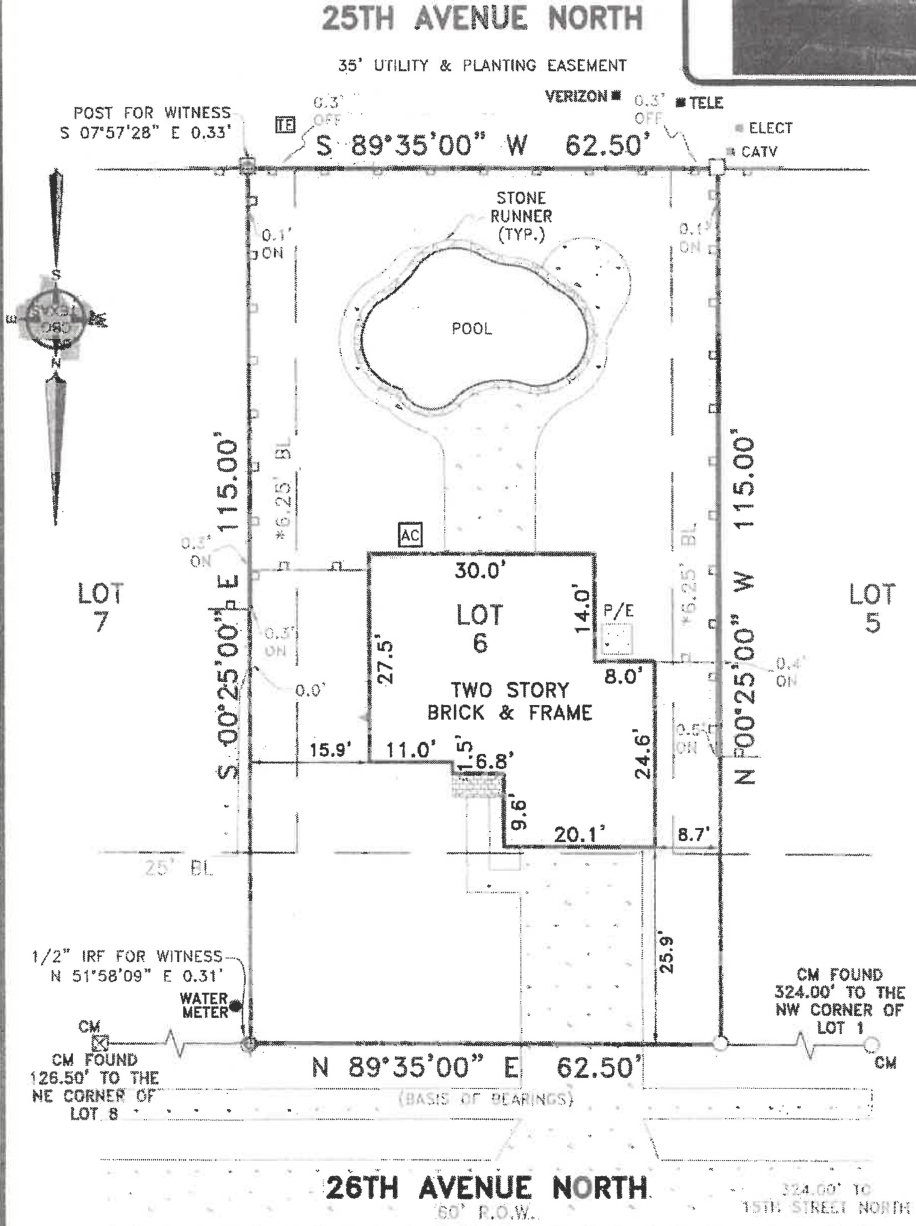 25TH AVENUE NORTH
35' UTILITY & PLANTING EASEMENT
VERIZON
0.3' OFF
TELE
POST FOR WITNESS
S 07°57'28" E 0.33'
TE
0.3' OFF
ELECT
CATV
S 89°35'00" W 62.50'
STONE
RUNNER
(TYP.)
0.1' ON
0.1' ON
S
E
TEXAS
CBG
N
POOL
S 00°25'00" E 115.00'
*6.25' BL
*6.25' BL
N 00°25'00" W 115.00'
AC
30.0'
ON
LOT
7
LOT
6
14.0'
P/E
LOT
5
0.3' ON
27.5'
8.0'
0.4' ON
0.0'
TWO STORY
BRICK & FRAME
15.9'
11.0'
1.5'
6.8'
24.6'
ON
9.6'
20.1'
8.7'
25' BL
25.9'
1/2" IRF FOR WITNESS
N 51°58'09" E 0.31'
WATER
METER
CM
CM FOUND
126.50' TO THE
NE CORNER OF
LOT 8
CM FOUND
324.00' TO THE
NW CORNER OF
LOT 1
CM
N 89°35'00" E 62.50'
(BASIS OF BEARINGS)
26TH AVENUE NORTH
60' R.O.W.
324.00' TO
15TH STREET NORTH